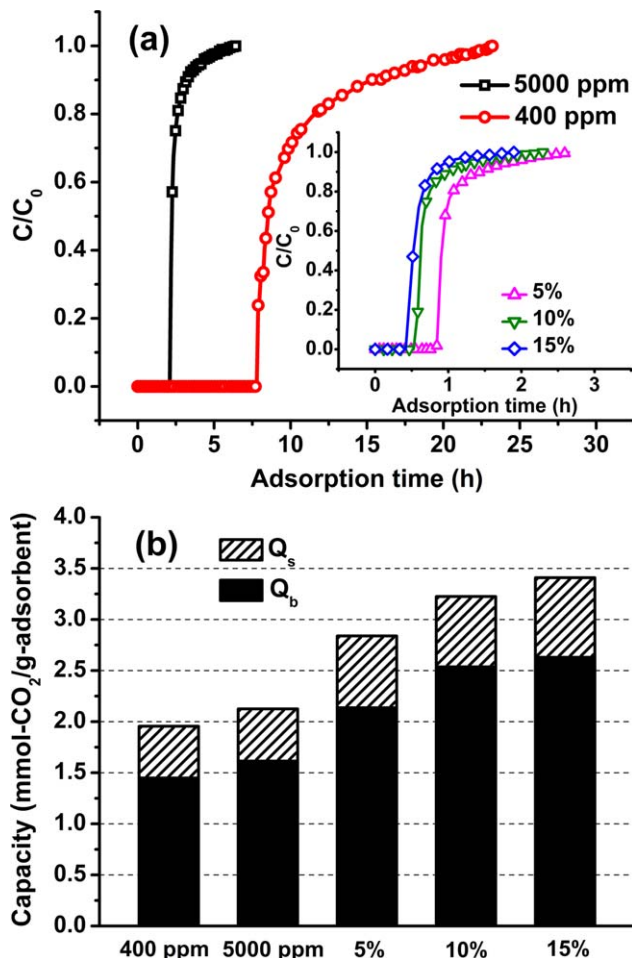 (a)
5000 ppm
400 ppm
C/C₀
1.0
0.8
0.6
0.4
0.2
0.0
0 5 10 15 20 25 30
Adsorption time (h)
C/C₀
1.0
0.8
0.6
0.4
0.2
0.0
5%
10%
15%
0 1 2 3
Adsorption time (h)
(b)
Qₛ
Q_b
Capacity (mmol-CO₂/g-adsorbent)
4.0
3.5
3.0
2.5
2.0
1.5
1.0
0.5
0.0
400 ppm 5000 ppm 5% 10% 15%